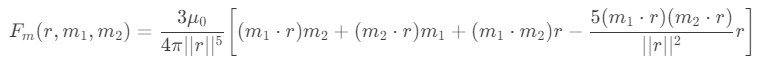 $F_m(r, m_1, m_2) = \frac{3\mu_0}{4\pi||r||^5} \left[ (m_1 \cdot r)m_2 + (m_2 \cdot r)m_1 + (m_1 \cdot m_2)r - \frac{5(m_1 \cdot r)(m_2 \cdot r)}{||r||^2} r \right]$